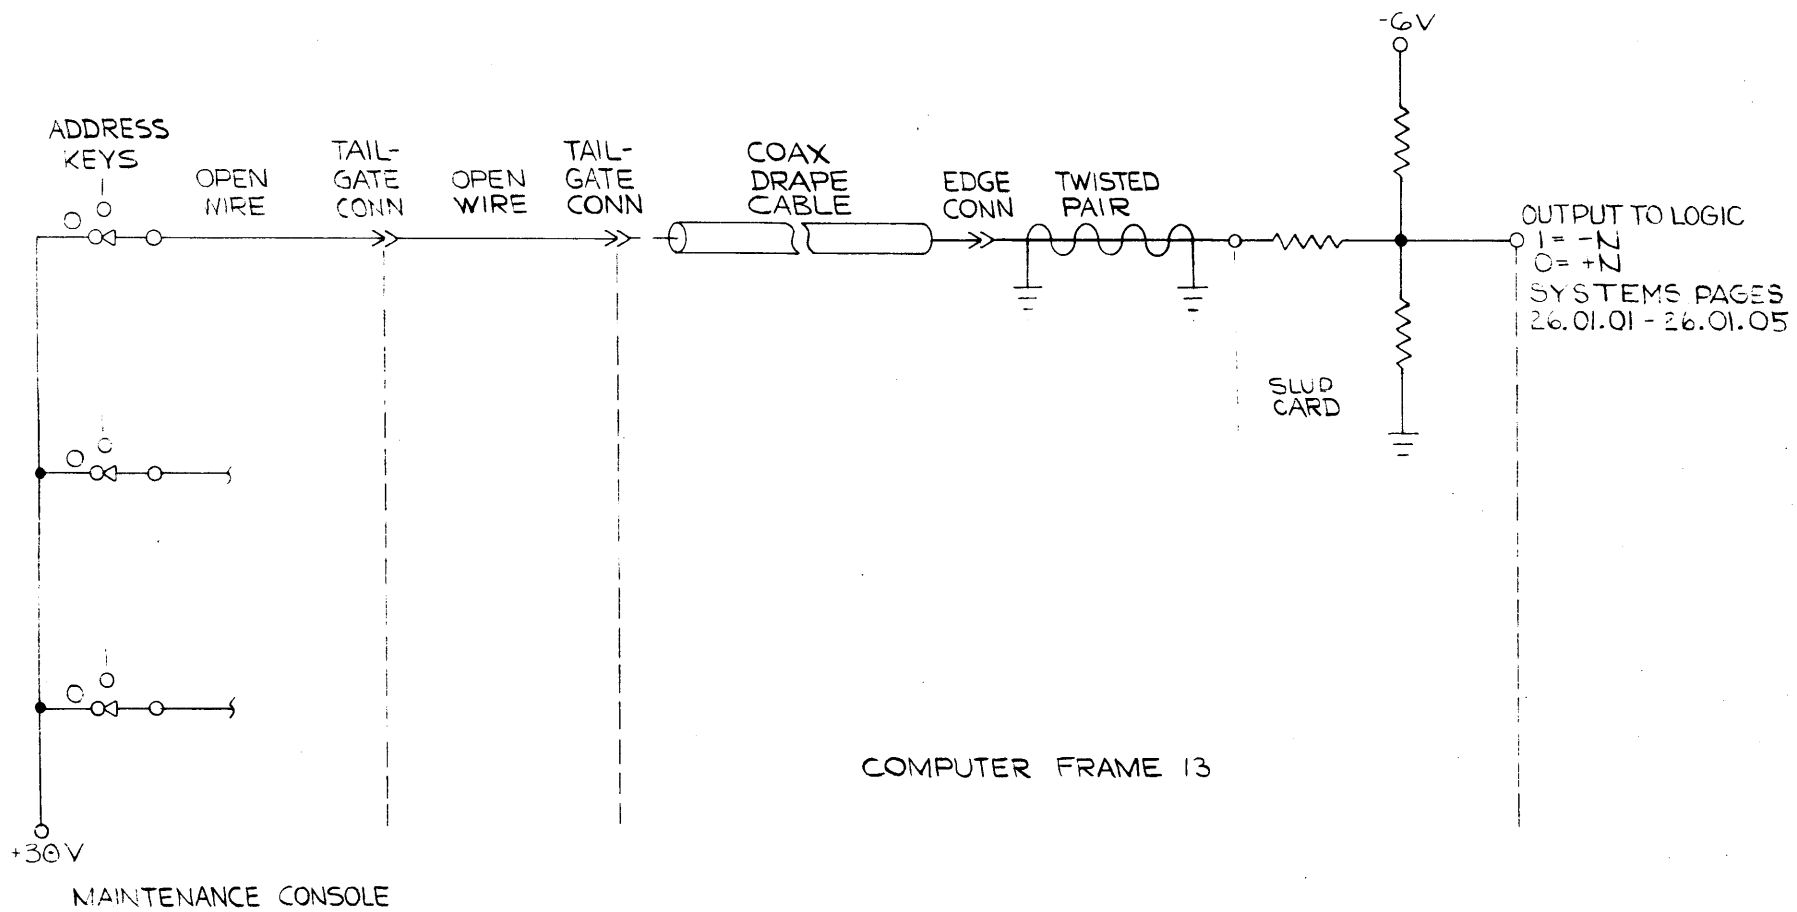 -6V
ADDRESS
KEYS
1
0
OPEN
WIRE
TAIL-
GATE
CONN
OPEN
WIRE
TAIL-
GATE
CONN
COAX
DRAPE
CABLE
EDGE
CONN
TWISTED
PAIR
OUTPUT TO LOGIC
1 = -N
0 = +N
SYSTEMS PAGES
26.01.01 - 26.01.05
SLUD
CARD
1
0
1
0
COMPUTER FRAME 13
+30V
MAINTENANCE CONSOLE